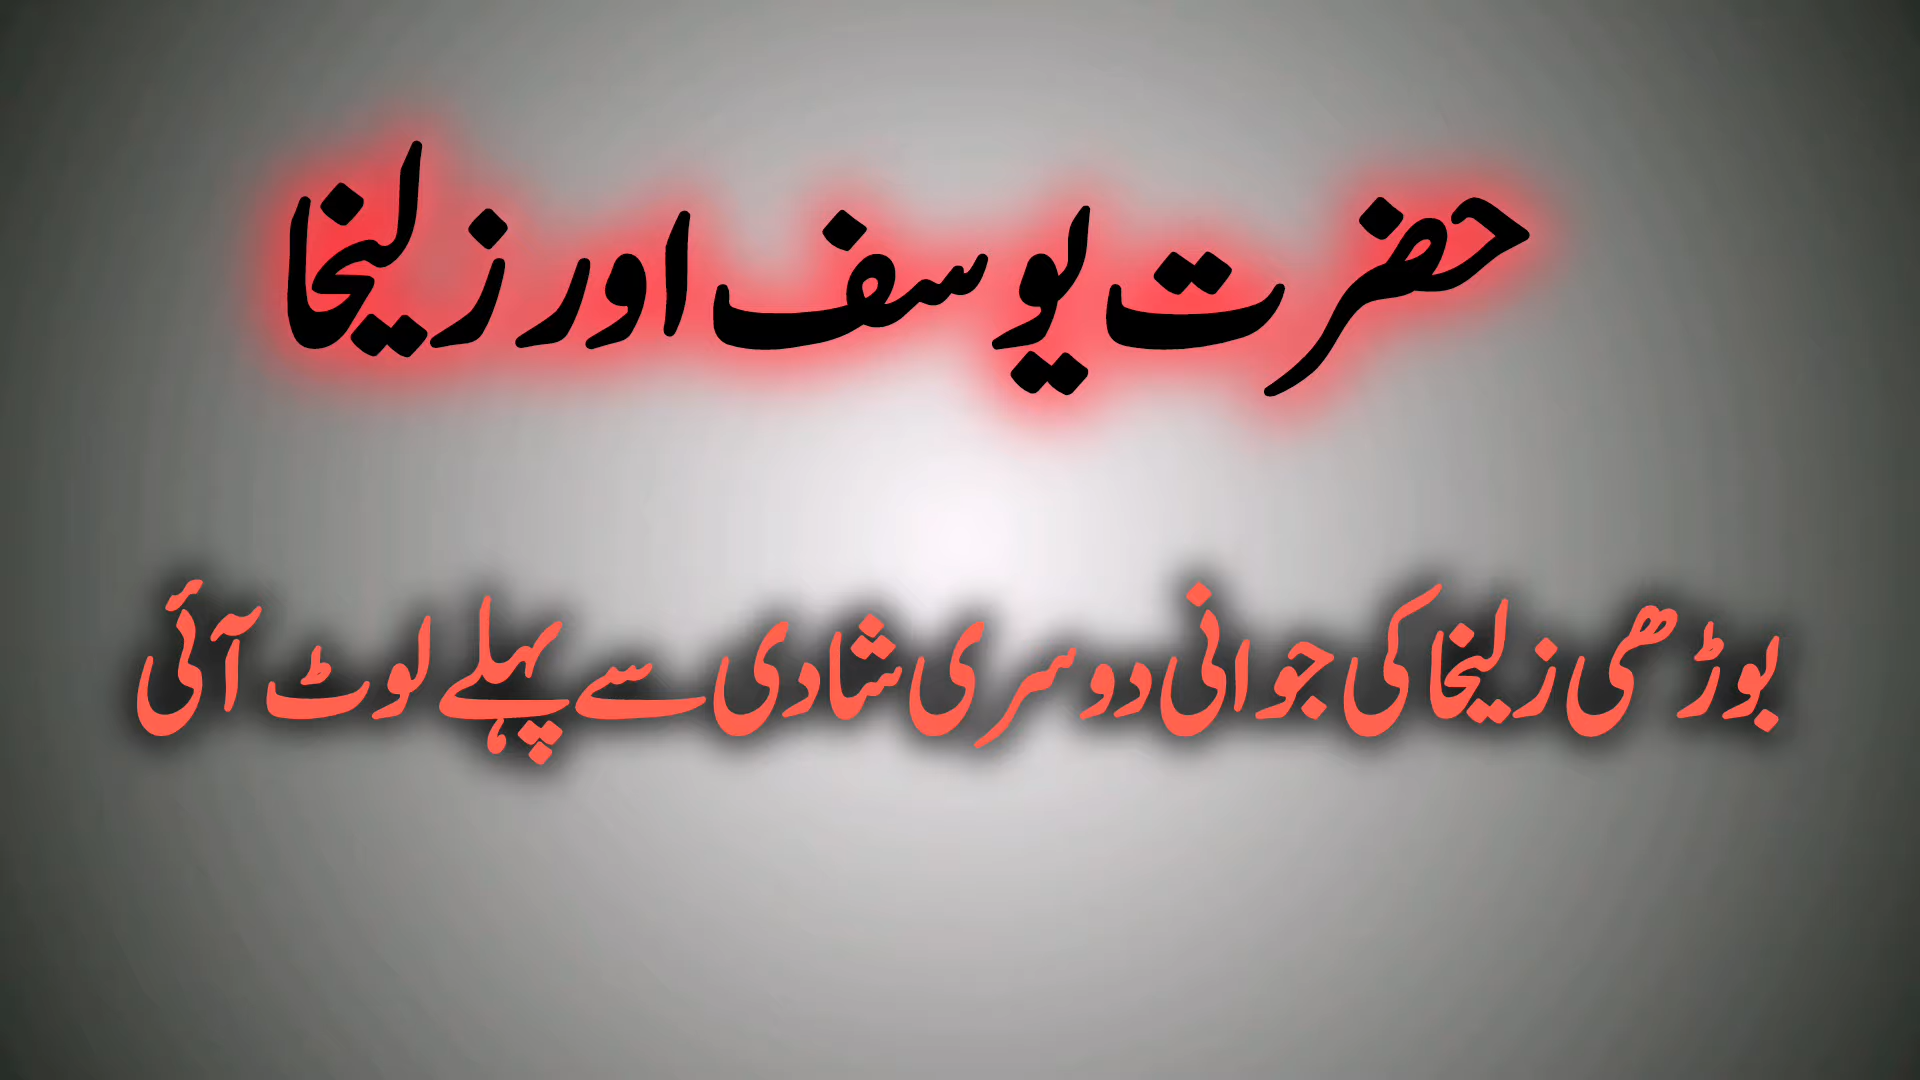 حضرت یوسف اور زلیخا
بوڑھی زلیخا کی جوانی دوسری شادی سے پہلے لوٹ آئی